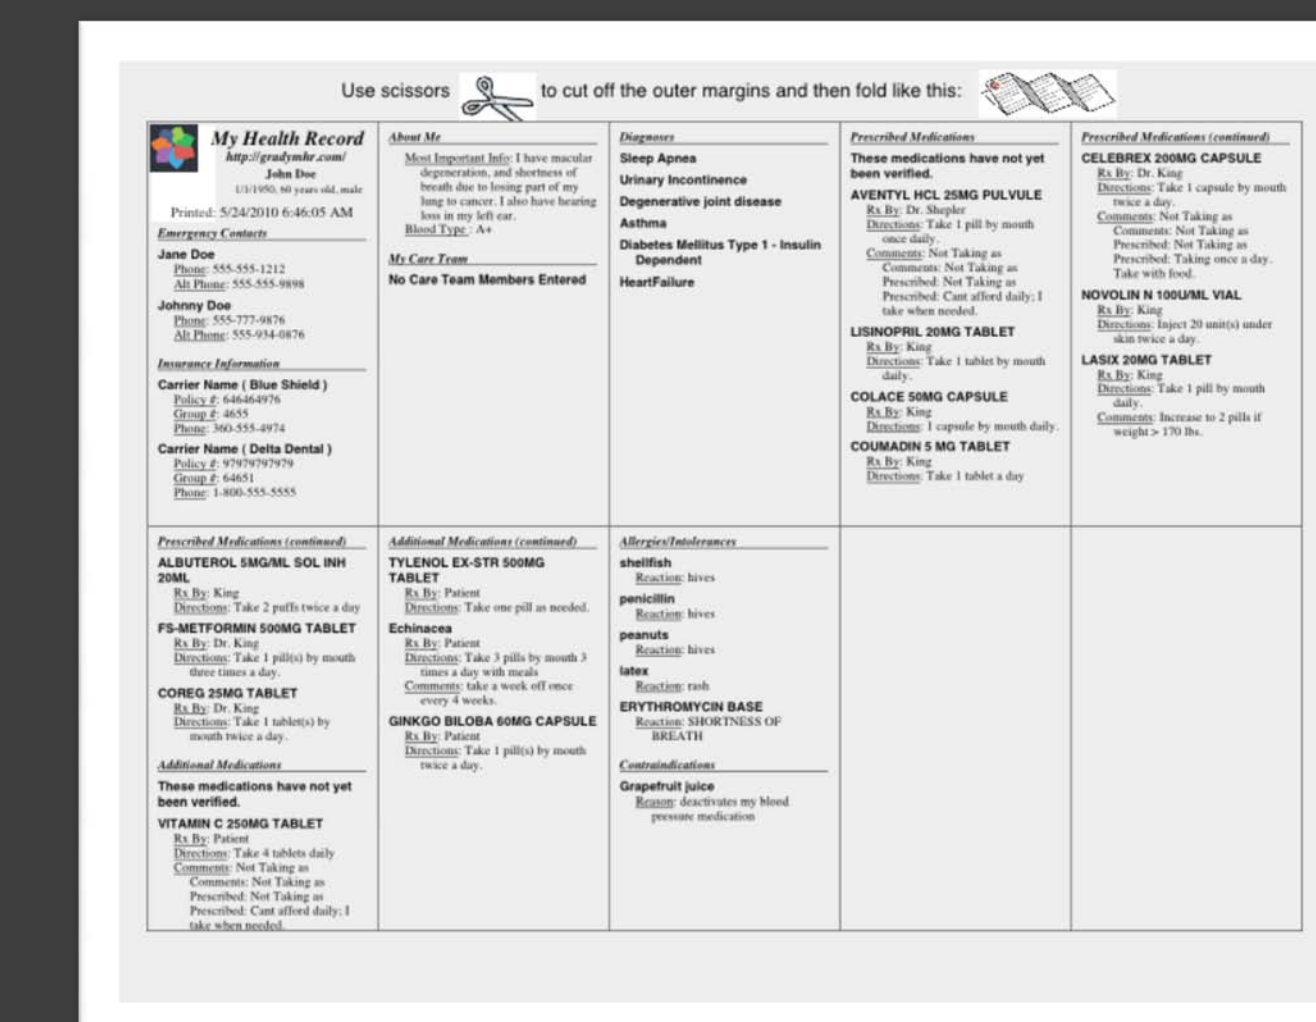 Use scissors to cut off the outer margins and then fold like this:
My Health Record
http://gradymhr.com/
John Doe
1/1/1950, 60 years old, male
Printed: 5/24/2010 6:46:05 AM
Emergency Contacts
Jane Doe
Phone: 555-555-1212
Alt Phone: 555-555-9898
Johnny Doe
Phone: 555-777-9876
Alt Phone: 555-934-0876
Insurance Information
Carrier Name ( Blue Shield )
Policy #: 646464976
Group #: 4655
Phone: 360-555-4974
Carrier Name ( Delta Dental )
Policy #: 97979797979
Group #: 64651
Phone: 1-800-555-5555
About Me
Most Important Info: I have macular
degeneration, and shortness of
breath due to losing part of my
lung to cancer. I also have hearing
loss in my left ear.
Blood Type : A+
My Care Team
No Care Team Members Entered
Diagnoses
Sleep Apnea
Urinary Incontinence
Degenerative joint disease
Asthma
Diabetes Mellitus Type 1 - Insulin
Dependent
HeartFailure
Prescribed Medications
These medications have not yet
been verified.
AVENTYL HCL 25MG PULVULE
Rx By: Dr. Shepler
Directions: Take 1 pill by mouth
once daily.
Comments: Not Taking as
Comments: Not Taking as
Prescribed: Not Taking as
Prescribed: Cant afford daily; I
take when needed.
LISINOPRIL 20MG TABLET
Rx By: King
Directions: Take 1 tablet by mouth
daily.
COLACE 50MG CAPSULE
Rx By: King
Directions: 1 capsule by mouth daily.
COUMADIN 5 MG TABLET
Rx By: King
Directions: Take 1 tablet a day
Prescribed Medications (continued)
CELEBREX 200MG CAPSULE
Rx By: Dr. King
Directions: Take 1 capsule by mouth
twice a day.
Comments: Not Taking as
Comments: Not Taking as
Prescribed: Not Taking as
Prescribed: Taking once a day.
Take with food.
NOVOLIN N 100U/ML VIAL
Rx By: King
Directions: Inject 20 unit(s) under
skin twice a day.
LASIX 20MG TABLET
Rx By: King
Directions: Take 1 pill by mouth
daily.
Comments: Increase to 2 pills if
weight > 170 lbs.
Prescribed Medications (continued)
ALBUTEROL 5MG/ML SOL INH
20ML
Rx By: King
Directions: Take 2 puffs twice a day
FS-METFORMIN 500MG TABLET
Rx By: Dr. King
Directions: Take 1 pill(s) by mouth
three times a day.
COREG 25MG TABLET
Rx By: Dr. King
Directions: Take 1 tablet(s) by
mouth twice a day.
Additional Medications
These medications have not yet
been verified.
VITAMIN C 250MG TABLET
Rx By: Patient
Directions: Take 4 tablets daily
Comments: Not Taking as
Comments: Not Taking as
Prescribed: Not Taking as
Prescribed: Cant afford daily; I
take when needed.
Additional Medications (continued)
TYLENOL EX-STR 500MG
TABLET
Rx By: Patient
Directions: Take one pill as needed.
Echinacea
Rx By: Patient
Directions: Take 3 pills by mouth 3
times a day with meals
Comments: take a week off once
every 4 weeks.
GINKGO BILOBA 60MG CAPSULE
Rx By: Patient
Directions: Take 1 pill(s) by mouth
twice a day.
Allergies/Intolerances
shellfish
Reaction: hives
penicillin
Reaction: hives
peanuts
Reaction: hives
latex
Reaction: rash
ERYTHROMYCIN BASE
Reaction: SHORTNESS OF
BREATH
Contraindications
Grapefruit juice
Reason: deactivates my blood
pressure medication